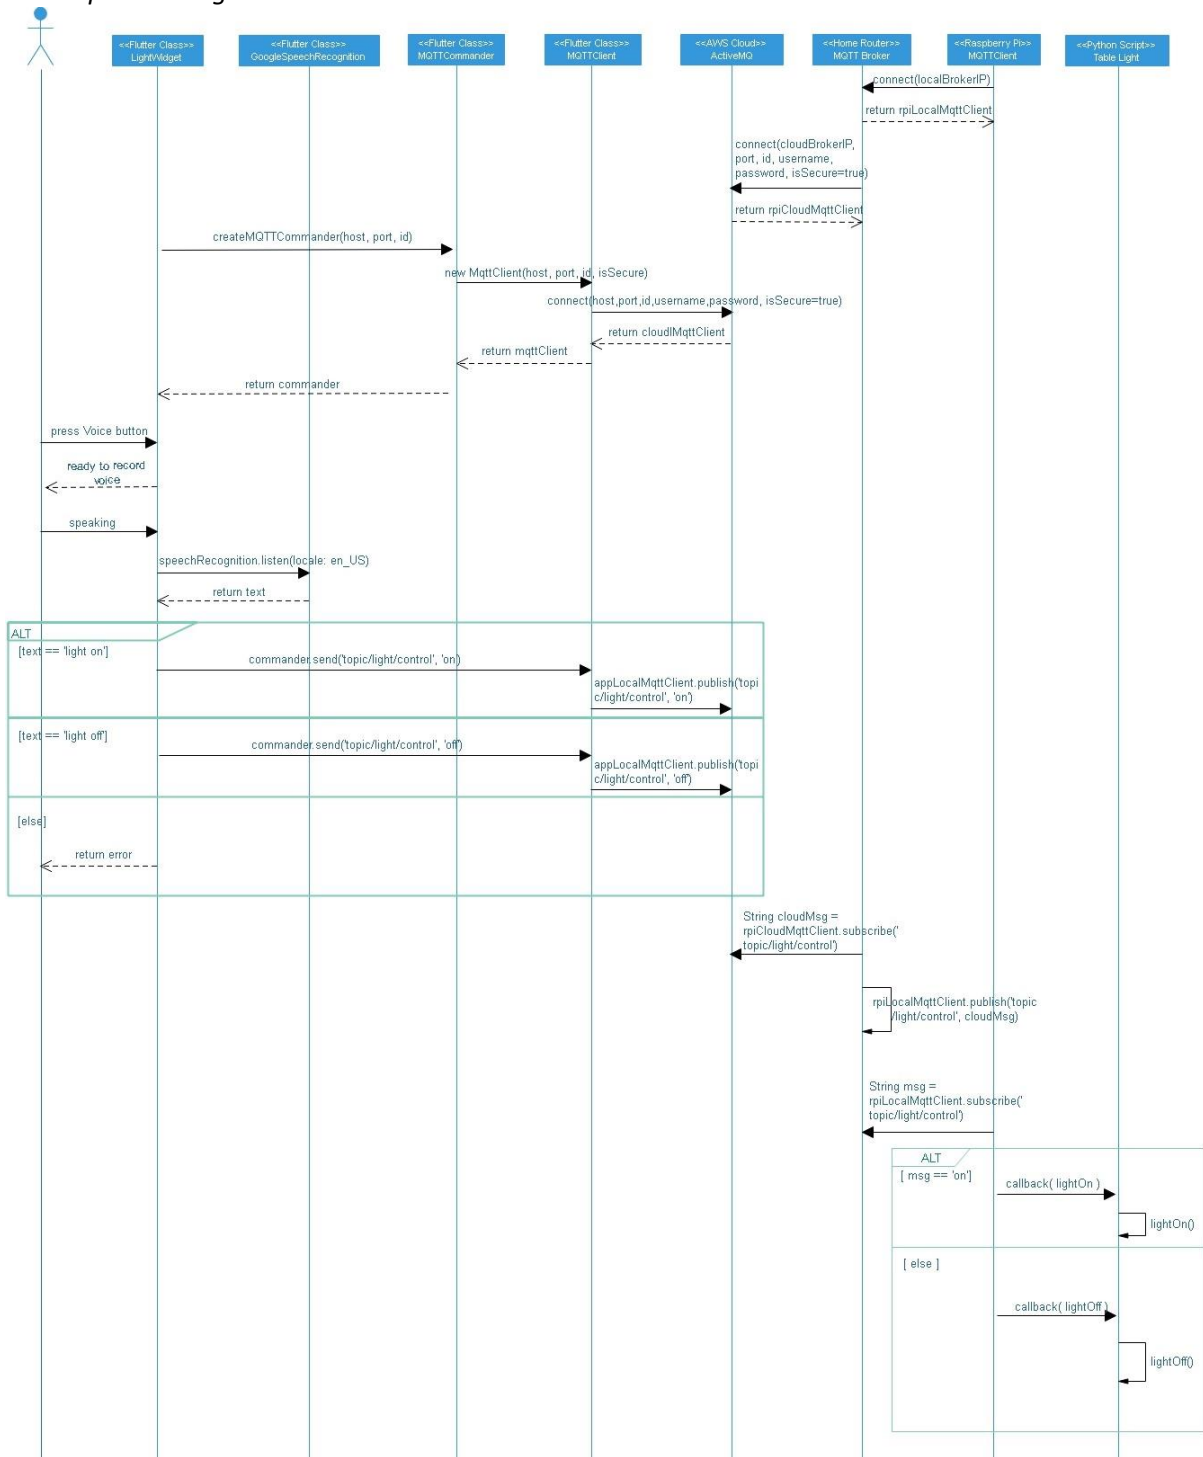 <<Flutter Class>>
LightWidget
<<Flutter Class>>
GoogleSpeechRecognition
<<Flutter Class>>
MQTTCommander
<<Flutter Class>>
MQTTClient
<<AWS Cloud>>
ActiveMQ
<<Home Router>>
MQTT Broker
<<Raspberry Pi>>
MQTTClient
<<Python Script>>
Table Light
connect(localBrokerIP)
return rpiLocalMqttClient
connect(cloudBrokerIP,
port, id, username,
password, isSecure=true)
return rpiCloudMqttClient
createMQTTCommander(host, port, id)
new MqttClient(host, port, id, isSecure)
connect(host,port,id,username,password, isSecure=true)
return cloudlMqttClient
return mqttClient
return commander
press Voice button
ready to record
voice
speaking
speechRecognition.listen(locale: en_US)
return text
ALT
[text == 'light on']
commander.send('topic/light/control', 'on)
appLocalMqttClient.publish('topi
c/light/control', 'on')
[text == 'light off']
commander.send('topic/light/control', 'off')
appLocalMqttClient.publish('topi
c/light/control', 'off')
[else]
return error
String cloudMsg =
rpiCloudMqttClient.subscribe('
topic/light/control')
rpiLocalMqttClient.publish('topic
/light/control', cloudMsg)
String msg =
rpiLocalMqttClient.subscribe('
topic/light/control')
ALT
[ msg == 'on']
callback( lightOn )
lightOn()
[ else ]
callback( lightOff )
lightOff()